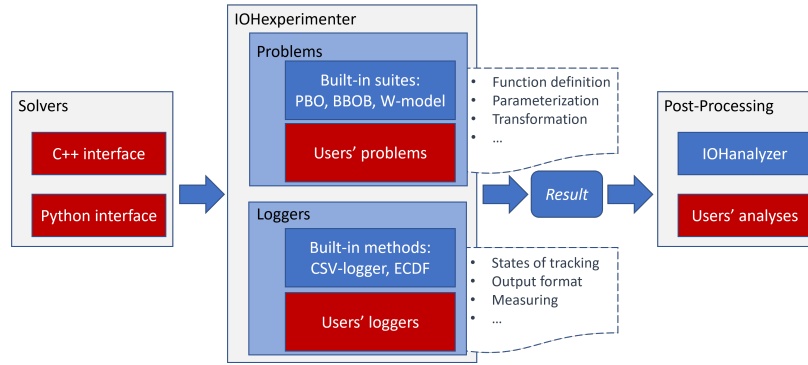 Solvers
C++ interface
Python interface
IOHexperimenter
Problems
Built-in suites:
PBO, BBOB, W-model
Users' problems
• Function definition
• Parameterization
• Transformation
• ...
Loggers
Built-in methods:
CSV-logger, ECDF
Users' loggers
• States of tracking
• Output format
• Measuring
• ...
Result
Post-Processing
IOHanalyzer
Users' analyses